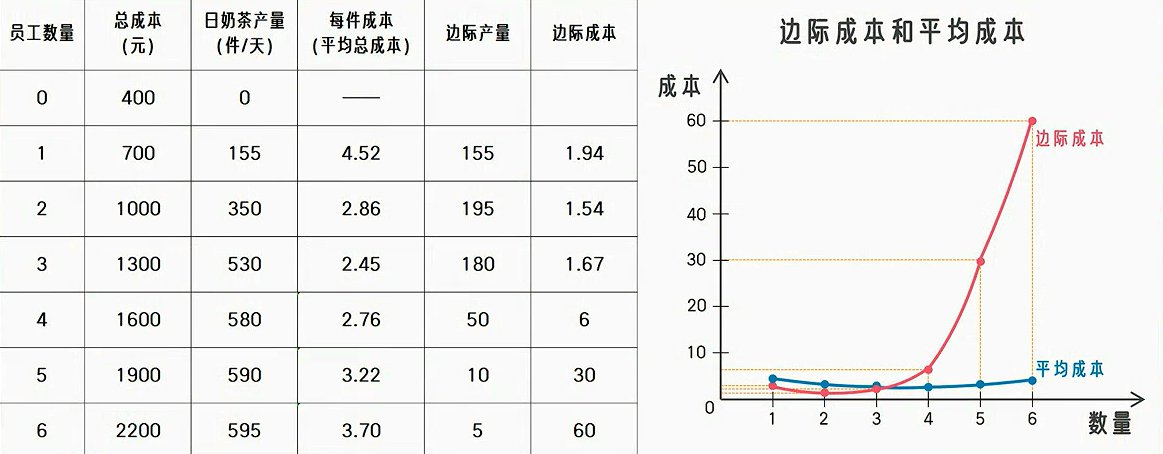 员工数量 总成本 (元) 日奶茶产量 (件/天) 每件成本 (平均总成本) 边际产量 边际成本
0 400 0 ——
1 700 155 4.52 155 1.94
2 1000 350 2.86 195 1.54
3 1300 530 2.45 180 1.67
4 1600 580 2.76 50 6
5 1900 590 3.22 10 30
6 2200 595 3.70 5 60
边际成本和平均成本
成本
60
边际成本
50
40
30
20
10
平均成本
0
1 2 3 4 5 6
数量